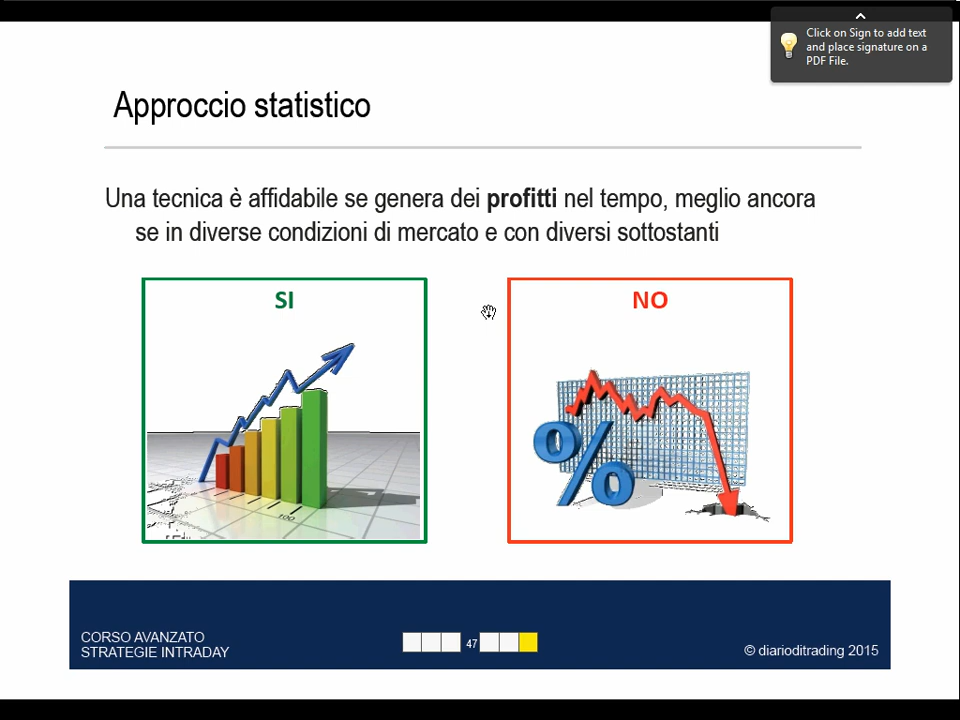 Click on Sign to add text
and place signature on a
PDF File.
Approccio statistico
Una tecnica è affidabile se genera dei profitti nel tempo, meglio ancora
se in diverse condizioni di mercato e con diversi sottostanti
SI
NO
%
100
CORSO AVANZATO
STRATEGIE INTRADAY
47
© diarioditrading 2015